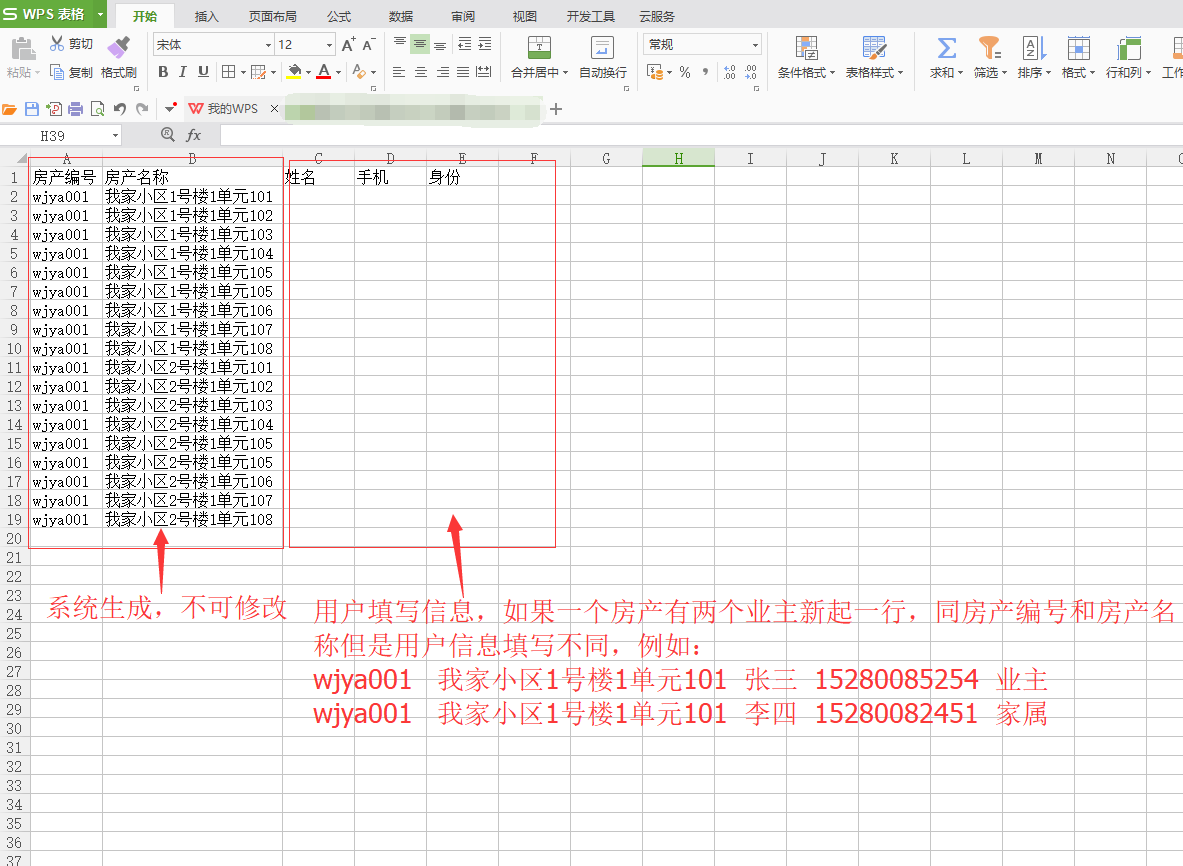 WPS 表格
开始 插入 页面布局 公式 数据 审阅 视图 开发工具 云服务
剪切 宋体 12 常规
粘贴 复制 格式刷 B I U 合并居中 自动换行 条件格式 表格样式 求和 筛选 排序 格式 行和列 工作
我的WPS
H39 fx
A B C D E F G H I J K L M N
1 房产编号 房产名称 姓名 手机 身份
2 wjya001 我家小区1号楼1单元101
3 wjya001 我家小区1号楼1单元102
4 wjya001 我家小区1号楼1单元103
5 wjya001 我家小区1号楼1单元104
6 wjya001 我家小区1号楼1单元105
7 wjya001 我家小区1号楼1单元105
8 wjya001 我家小区1号楼1单元106
9 wjya001 我家小区1号楼1单元107
10 wjya001 我家小区1号楼1单元108
11 wjya001 我家小区2号楼1单元101
12 wjya001 我家小区2号楼1单元102
13 wjya001 我家小区2号楼1单元103
14 wjya001 我家小区2号楼1单元104
15 wjya001 我家小区2号楼1单元105
16 wjya001 我家小区2号楼1单元105
17 wjya001 我家小区2号楼1单元106
18 wjya001 我家小区2号楼1单元107
19 wjya001 我家小区2号楼1单元108
20
21
22
23
24
25
26
27
28
29
30
31
32
33
34
35
36
37
系统生成，不可修改
用户填写信息，如果一个房产有两个业主新起一行，同房产编号和房产名
称但是用户信息填写不同，例如：
wjya001 我家小区1号楼1单元101 张三 15280085254 业主
wjya001 我家小区1号楼1单元101 李四 15280082451 家属